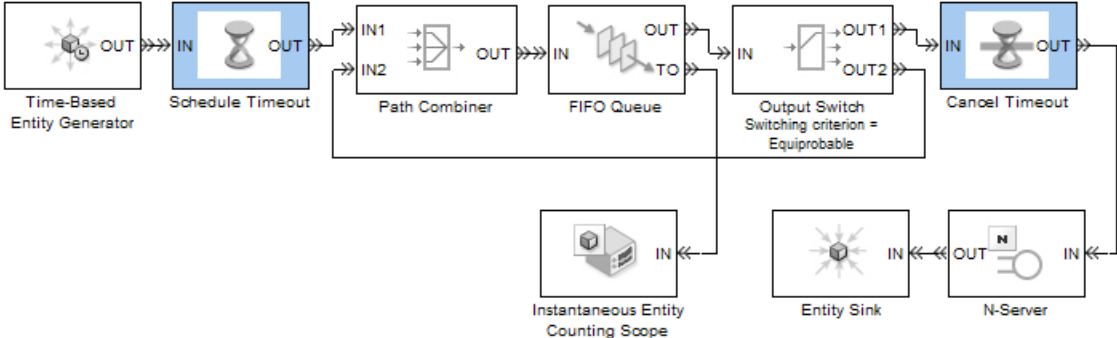 OUT
IN
OUT
IN1
IN2
OUT
IN
OUT
TO
IN
OUT1
OUT2
IN
OUT
Time-Based
Entity Generator
Schedule Timeout
Path Combiner
FIFO Queue
Output Switch
Switching criterion =
Equiprobable
Cancel Timeout
IN
IN
OUT
N
IN
Instantaneous Entity
Counting Scope
Entity Sink
N-Server